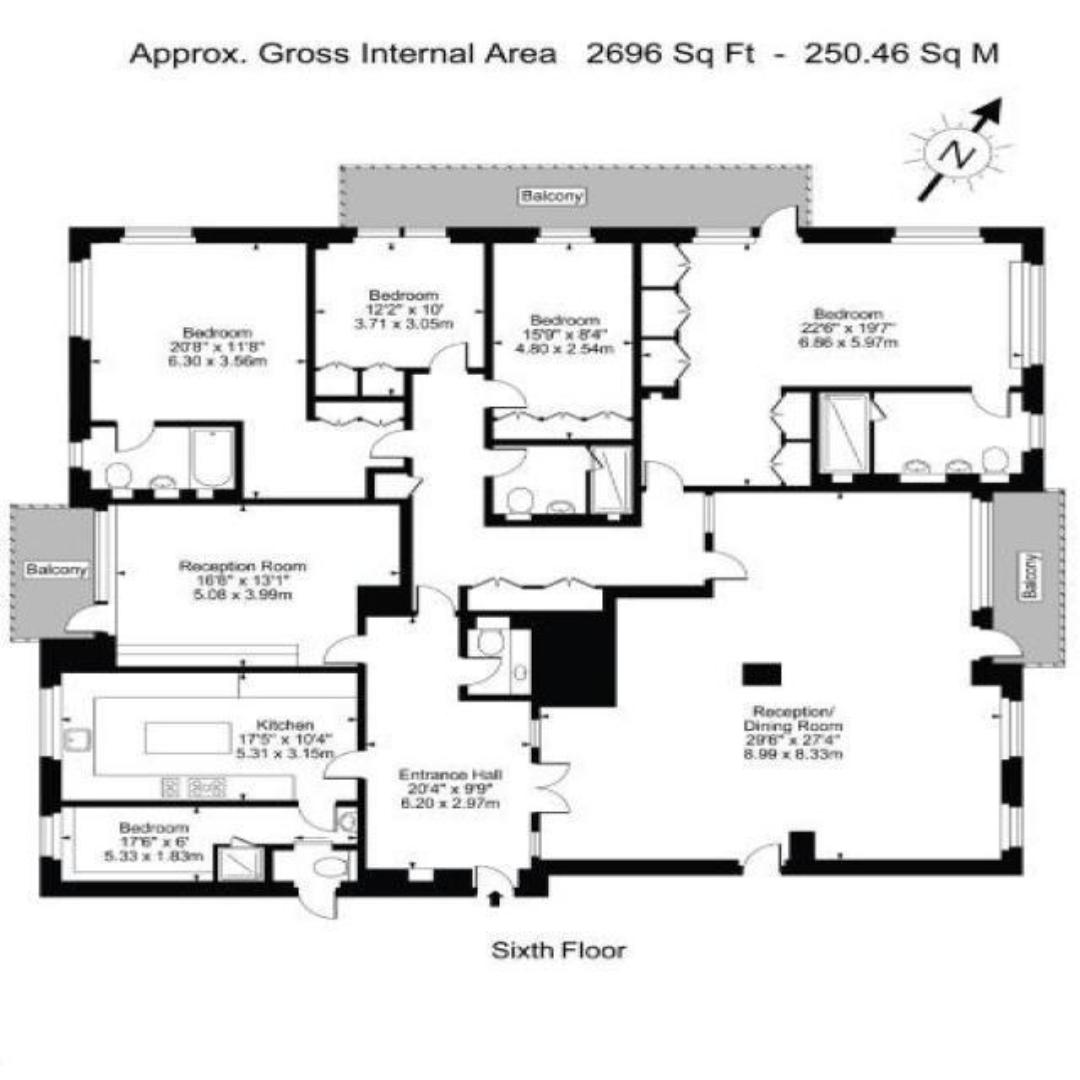 Approx. Gross Internal Area 2696 Sq Ft - 250.46 Sq M
N
Balcony
Bedroom
20'8" x 11'8"
6.30 x 3.56m
Bedroom
12'2" x 10'
3.71 x 3.05m
Bedroom
15'9" x 8'4"
4.80 x 2.54m
Bedroom
22'6" x 19'7"
6.86 x 5.97m
Balcony
Reception Room
16'8" x 13'1"
5.08 x 3.99m
Balcony
Kitchen
17'5" x 10'4"
5.31 x 3.15m
Reception/
Dining Room
29'6" x 27'4"
8.99 x 8.33m
Entrance Hall
20'4" x 9'9"
6.20 x 2.97m
Bedroom
17'6" x 6'
5.33 x 1.83m
Sixth Floor